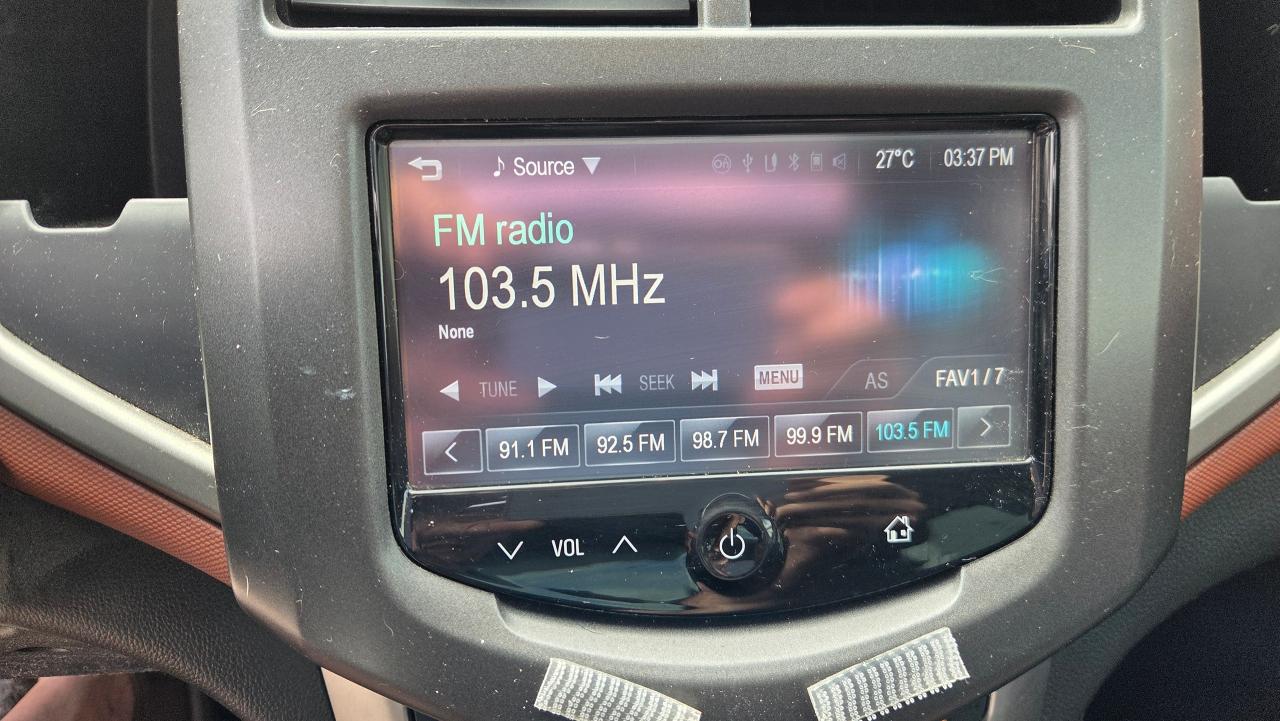 Source 27°C 03:37 PM
FM radio
103.5 MHz
None
TUNE SEEK MENU AS FAV1 / 7
91.1 FM 92.5 FM 98.7 FM 99.9 FM 103.5 FM
VOL